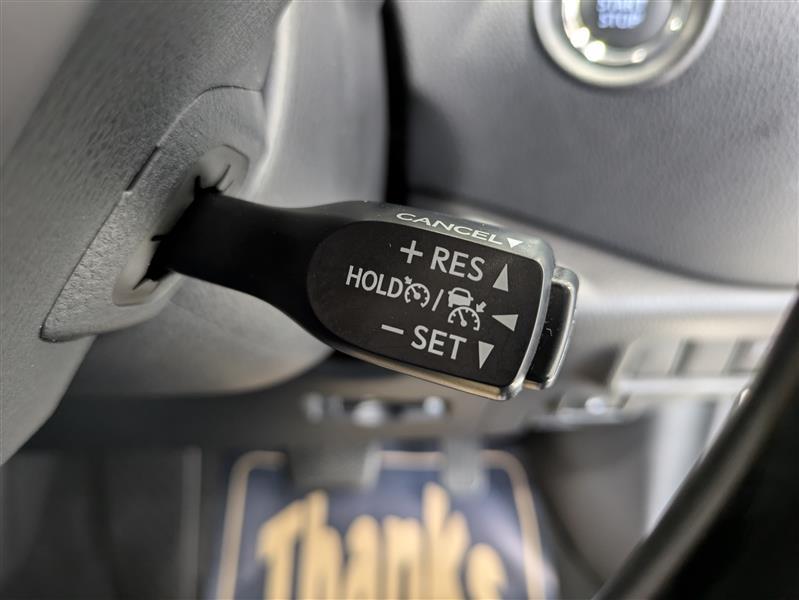 START
STOP
CANCEL
+ RES
HOLD /
− SET
Thanks